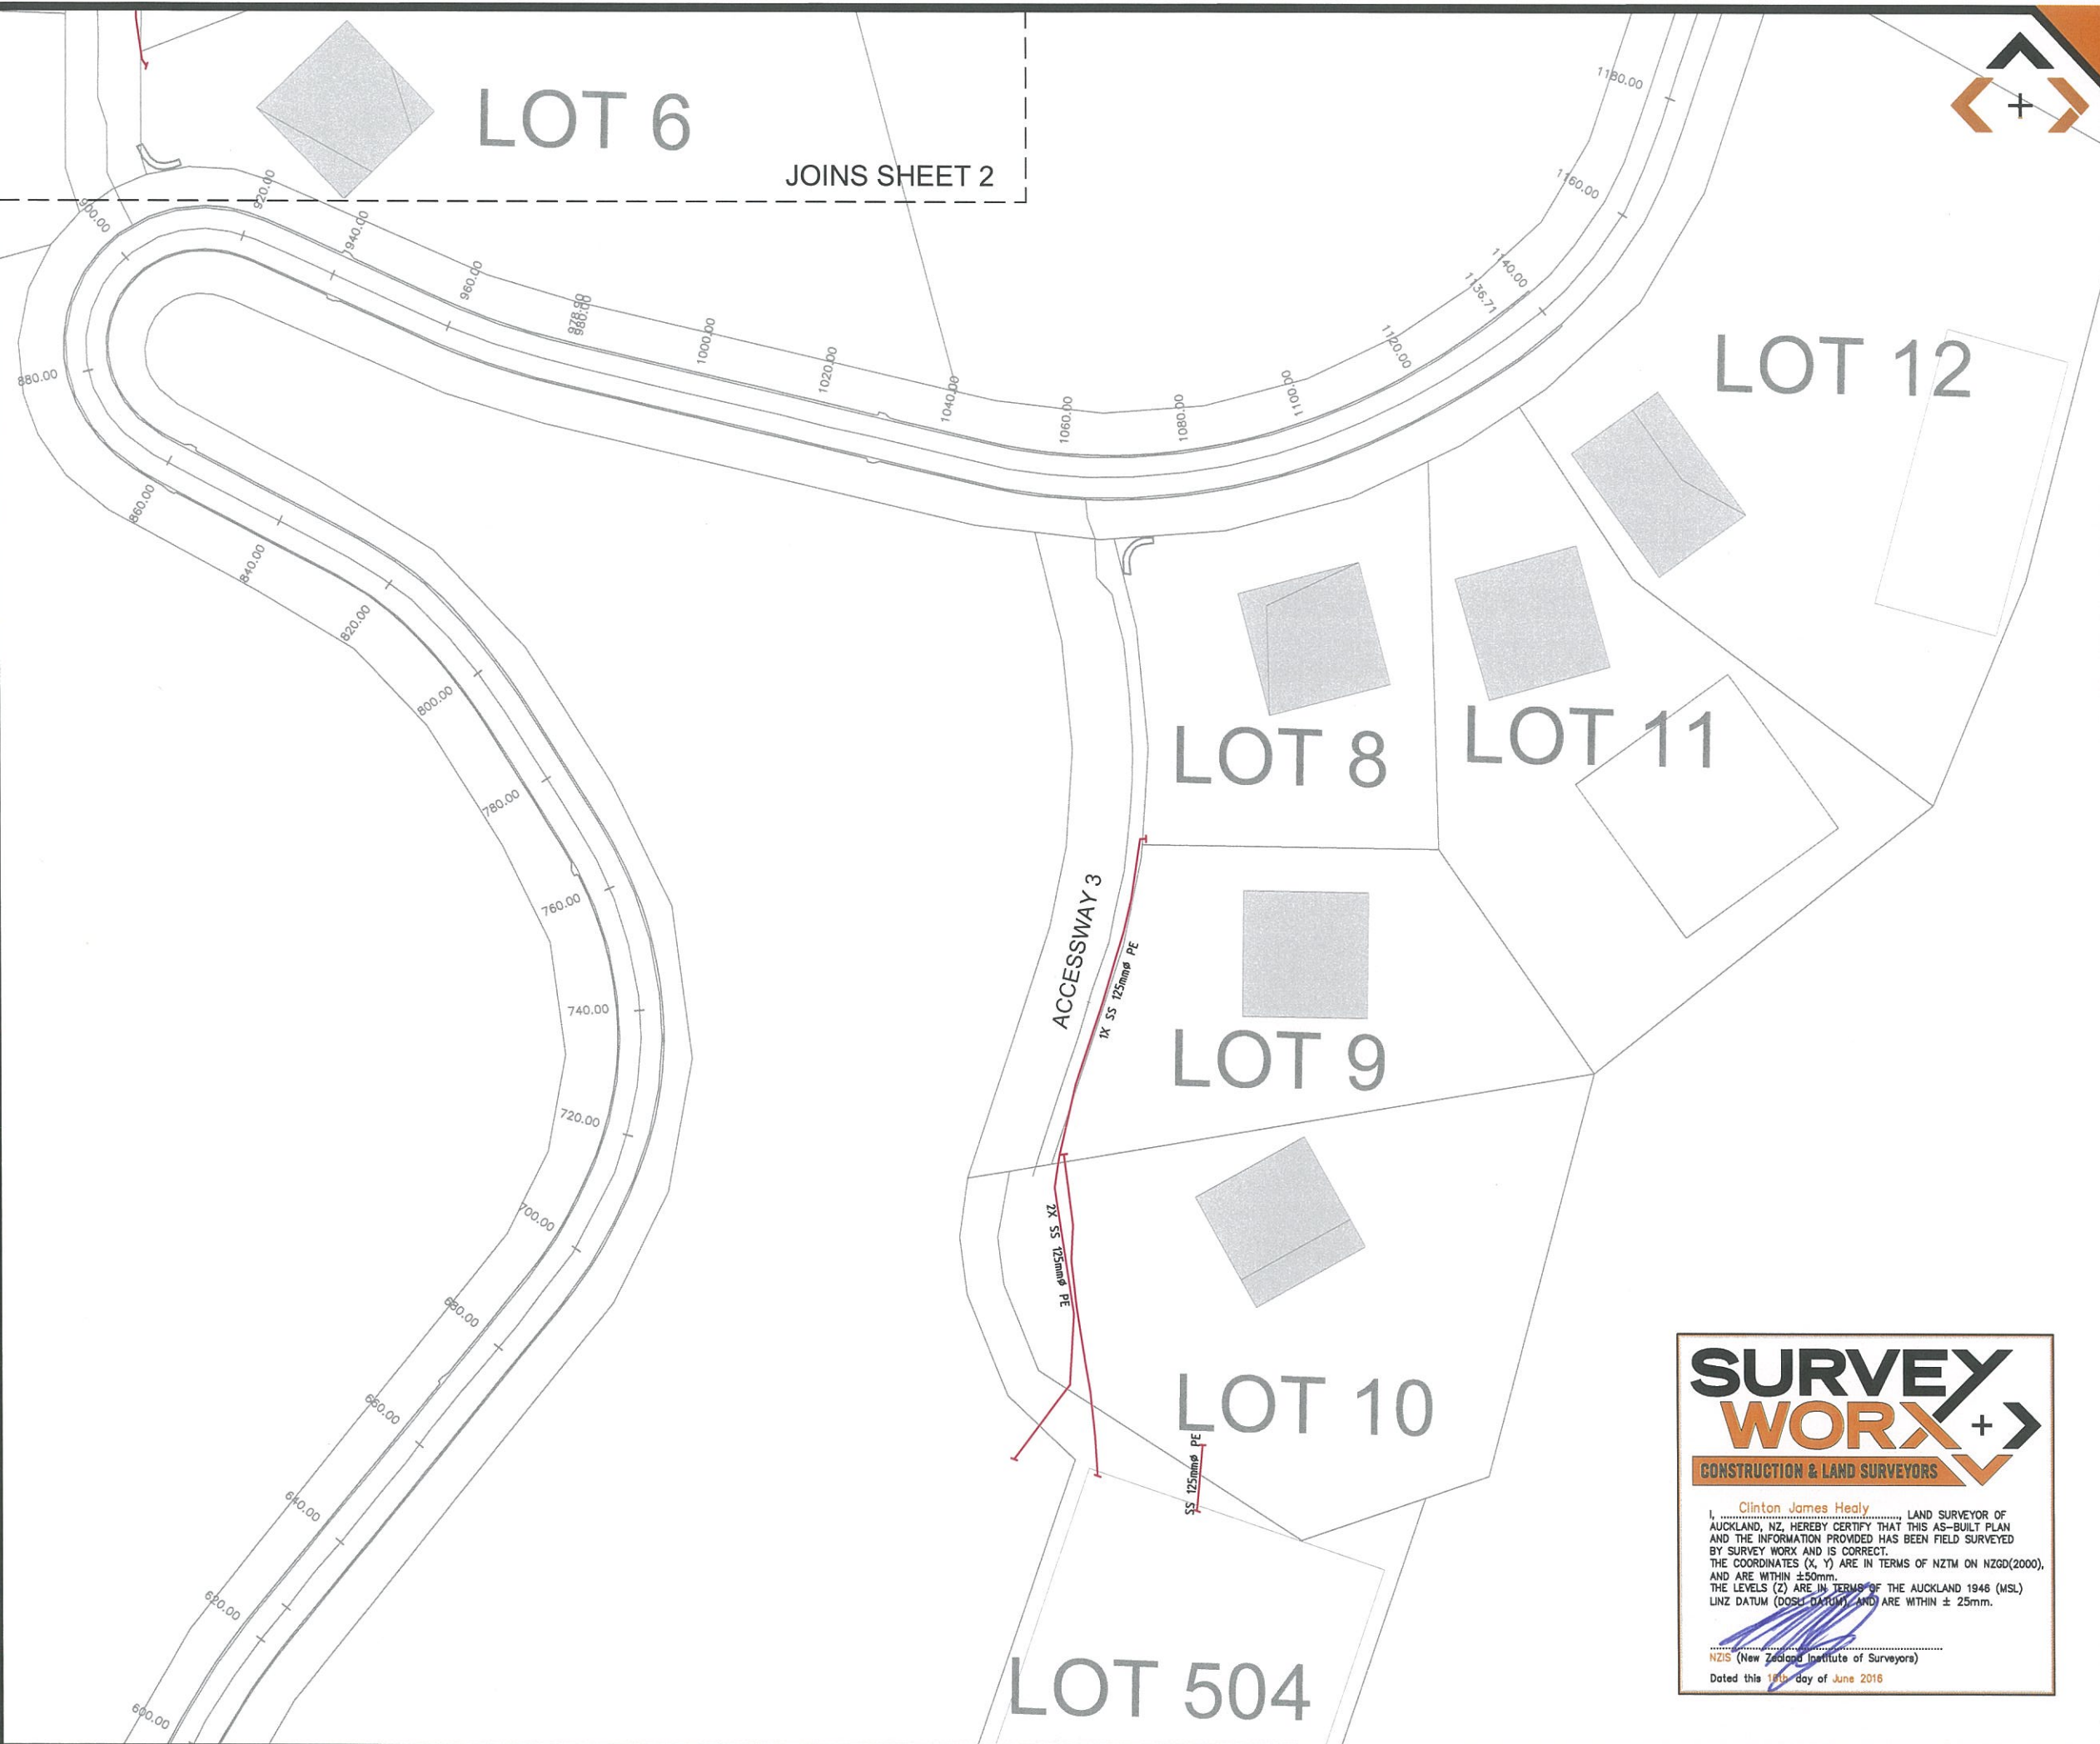 LOT 6
JOINS SHEET 2
1180.00
1160.00
1140.00
1136.71
1120.00
1100.00
1080.00
1060.00
1040.00
1020.00
1000.00
980.00
978.90
960.00
940.00
920.00
900.00
880.00
860.00
840.00
820.00
800.00
780.00
760.00
740.00
720.00
700.00
680.00
660.00
640.00
620.00
600.00
LOT 12
LOT 8
LOT 11
ACCESSWAY 3
1X SS 125mmø PE
LOT 9
2X SS 125mmø PE
LOT 10
SS 125mmø PE
LOT 504
SURVEY
WORX
CONSTRUCTION & LAND SURVEYORS
I, Clinton James Healy, LAND SURVEYOR OF
AUCKLAND, NZ, HEREBY CERTIFY THAT THIS AS-BUILT PLAN
AND THE INFORMATION PROVIDED HAS BEEN FIELD SURVEYED
BY SURVEY WORX AND IS CORRECT.
THE COORDINATES (X, Y) ARE IN TERMS OF NZTM ON NZGD(2000),
AND ARE WITHIN ±50mm.
THE LEVELS (Z) ARE IN TERMS OF THE AUCKLAND 1946 (MSL)
LINZ DATUM (DOSLI DATUM), AND ARE WITHIN ± 25mm.
NZIS (New Zealand Institute of Surveyors)
Dated this day of June 2016